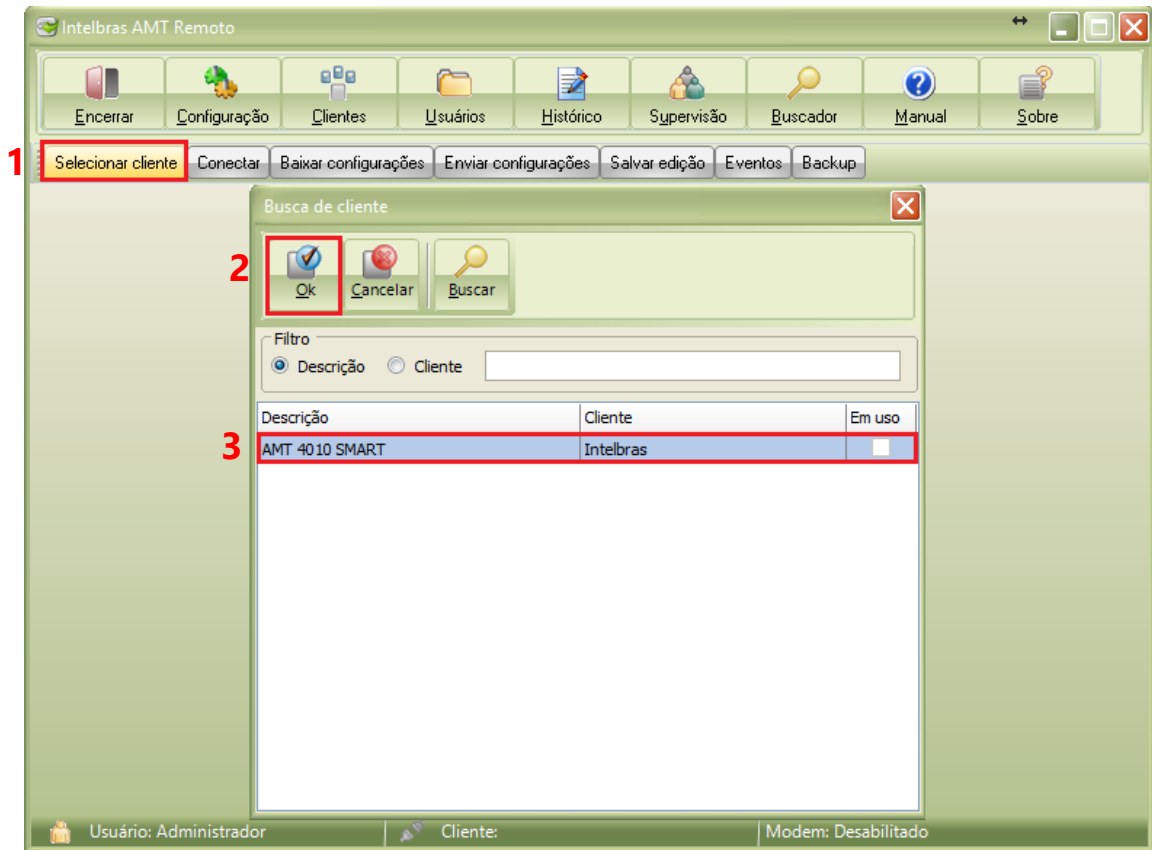 Intelbras AMT Remoto
Encerrar Configuração Clientes Usuários Histórico Supervisão Buscador Manual Sobre
1 Selecionar cliente Conectar Baixar configurações Enviar configurações Salvar edição Eventos Backup
Busca de cliente
2 Ok Cancelar Buscar
Filtro
Descrição Cliente
Descrição Cliente Em uso
3 AMT 4010 SMART Intelbras
Usuário: Administrador Cliente: Modem: Desabilitado